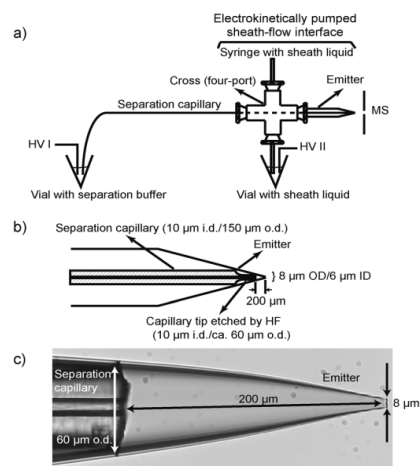 a)
Electrokinetically pumped
sheath-flow interface
Syringe with sheath liquid
Cross (four-port)
Emitter
Separation capillary
MS
HV I
HV II
Vial with separation buffer
Vial with sheath liquid
b)
Separation capillary (10 µm i.d./150 µm o.d.)
Emitter
8 µm OD/6 µm ID
200 µm
Capillary tip etched by HF
(10 µm i.d./ca. 60 µm o.d.)
c)
Separation
capillary
Emitter
200 µm
8 µm
60 µm o.d.